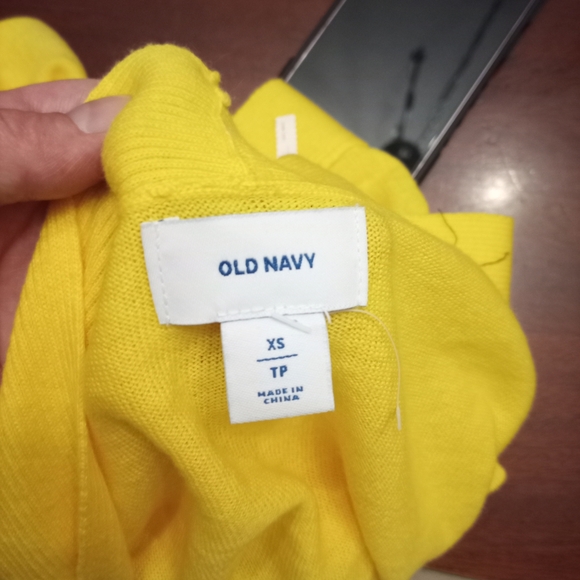 OLD NAVY
XS
TP
MADE IN
CHINA